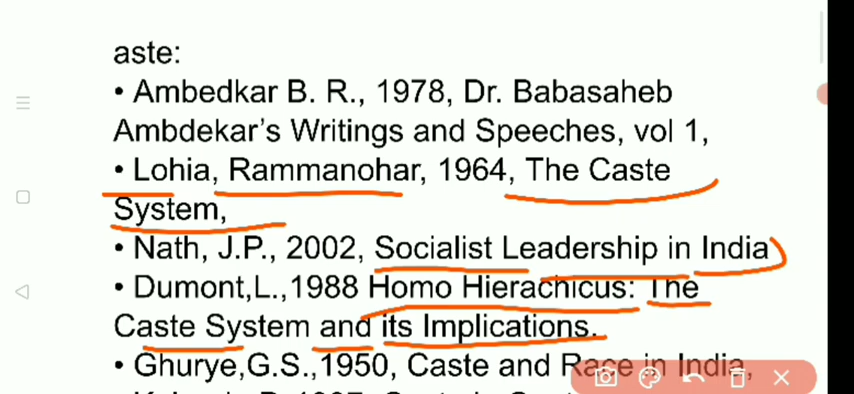 aste:
• Ambedkar B. R., 1978, Dr. Babasaheb
Ambdekar's Writings and Speeches, vol 1,
• Lohia, Rammanohar, 1964, The Caste
System,
• Nath, J.P., 2002, Socialist Leadership in India
• Dumont,L.,1988 Homo Hierachicus: The
Caste System and its Implications.
• Ghurye,G.S.,1950, Caste and Race in India,